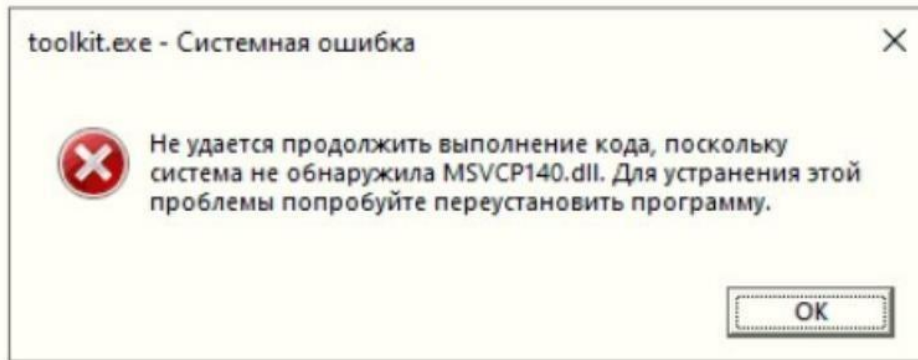 toolkit.exe - Системная ошибка
Не удается продолжить выполнение кода, поскольку
система не обнаружила MSVCP140.dll. Для устранения этой
проблемы попробуйте переустановить программу.
OK